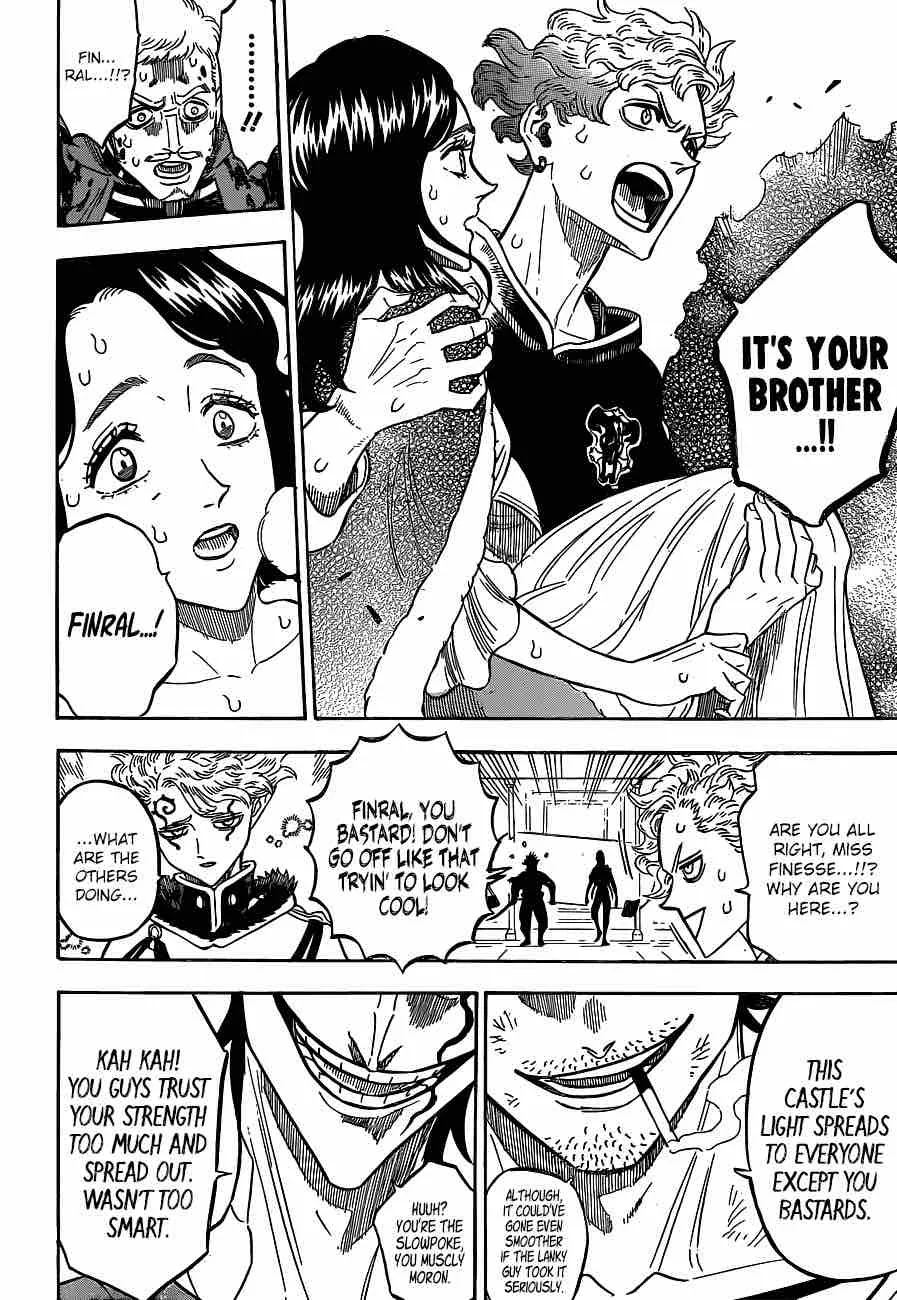 IT'S YOUR
BROTHER
...!!
.......!!
FIN
RAL...!!?
FINRAL...!
ARE YOU ALL
RIGHT, MISS
FINESSE...!!?
WHY ARE YOU
HERE...?
FINRAL, YOU
BASTARD! DON'T
GO OFF LIKE THAT
TRYIN' TO LOOK
COOL!
...WHAT
ARE THE
OTHERS
DOING...
THIS
CASTLE'S
LIGHT SPREADS
TO EVERYONE
EXCEPT YOU
BASTARDS.
ALTHOUGH,
IT COULD'VE
GONE EVEN
SMOOTHER
IF THE LANKY
GUY TOOK IT
SERIOUSLY.
HUUH?
YOU'RE THE
SLOWPOKE,
YOU MUSCLY
MORON.
KAH KAH!
YOU GUYS TRUST
YOUR STRENGTH
TOO MUCH AND
SPREAD OUT.
WASN'T TOO
SMART.